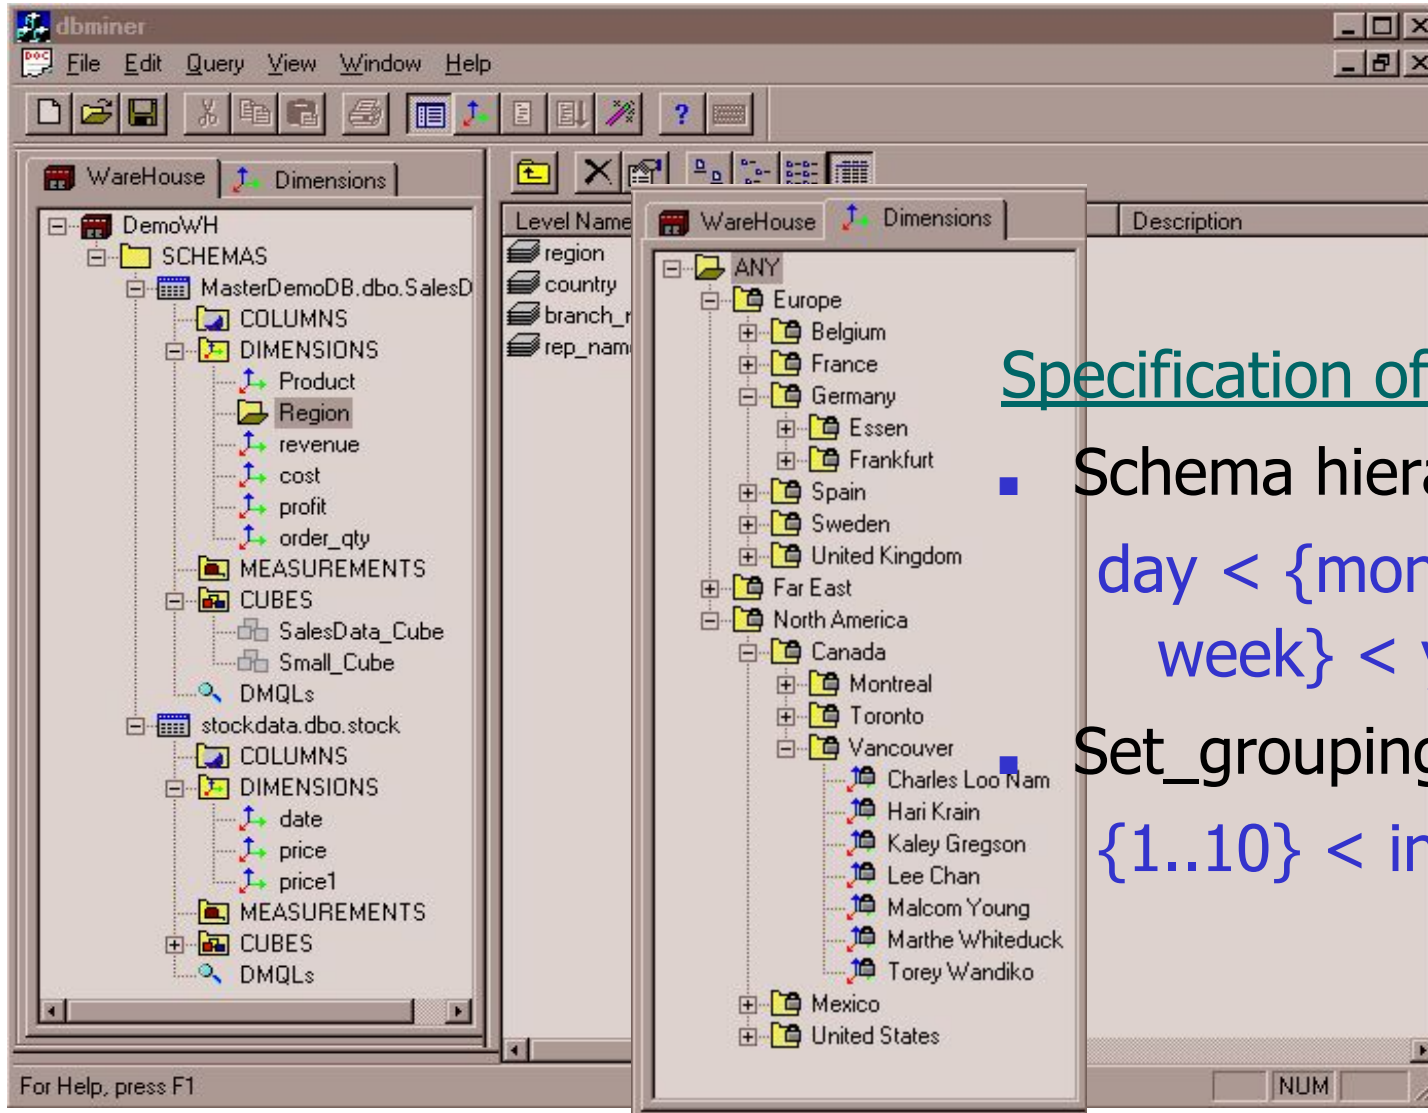 dbminer
File Edit Query View Window Help
WareHouse Dimensions
DemoWH
SCHEMAS
MasterDemoDB.dbo.SalesD
COLUMNS
DIMENSIONS
Product
Region
revenue
cost
profit
order_qty
MEASUREMENTS
CUBES
SalesData_Cube
Small_Cube
DMQLs
stockdata.dbo.stock
COLUMNS
DIMENSIONS
date
price
price1
MEASUREMENTS
CUBES
DMQLs
Level Name
Description
region
country
branch_
rep_nam
WareHouse Dimensions
ANY
Europe
Belgium
France
Germany
Essen
Frankfurt
Spain
Sweden
United Kingdom
Far East
North America
Canada
Montreal
Toronto
Vancouver
Charles Loo Nam
Hari Krain
Kaley Gregson
Lee Chan
Malcom Young
Marthe Whiteduck
Torey Wandiko
Mexico
United States
Specification of
Schema hiera
day < {mon
week} < y
Set_grouping
{1..10} < in
For Help, press F1
NUM